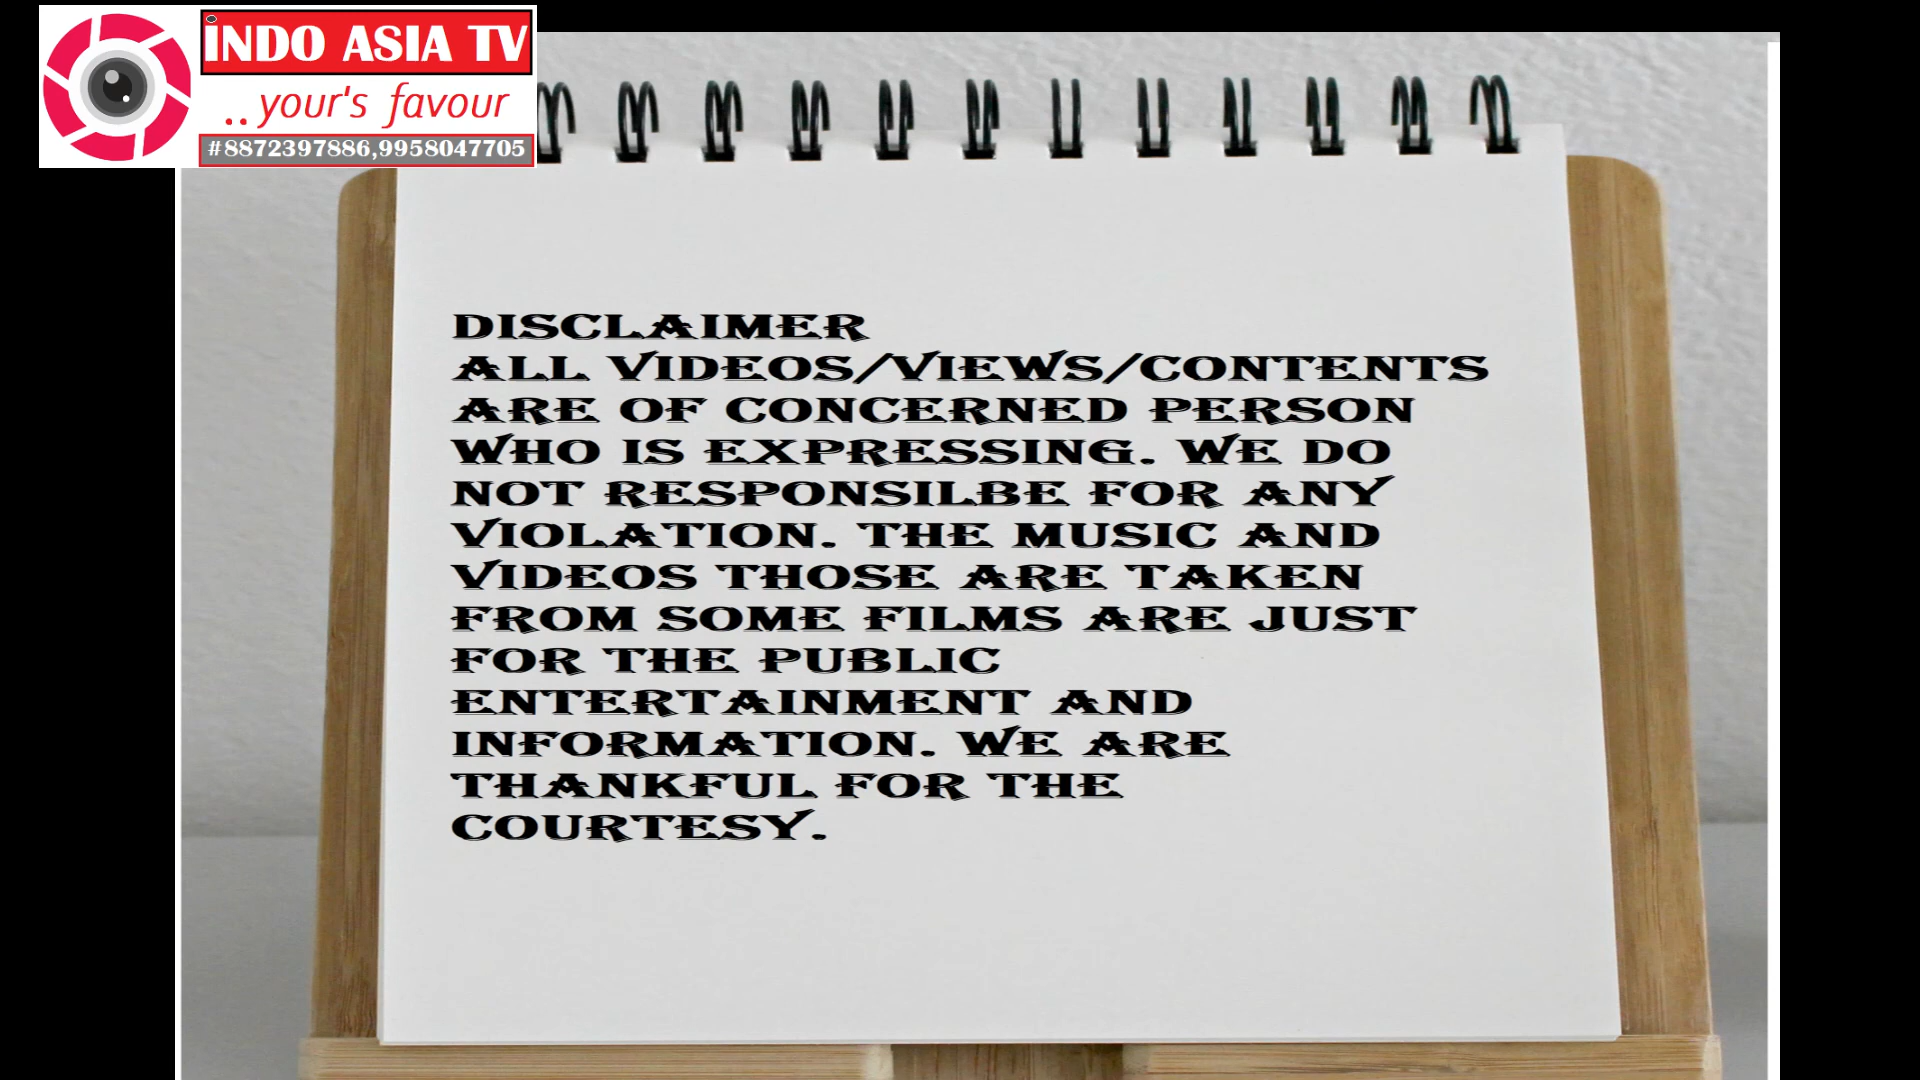 iNDO ASIA TV
..your's favour
#8872397886,9958047705
DISCLAIMER
ALL VIDEOS/VIEWS/CONTENTS
ARE OF CONCERNED PERSON
WHO IS EXPRESSING. WE DO
NOT RESPONSILBE FOR ANY
VIOLATION. THE MUSIC AND
VIDEOS THOSE ARE TAKEN
FROM SOME FILMS ARE JUST
FOR THE PUBLIC
ENTERTAINMENT AND
INFORMATION. WE ARE
THANKFUL FOR THE
COURTESY.